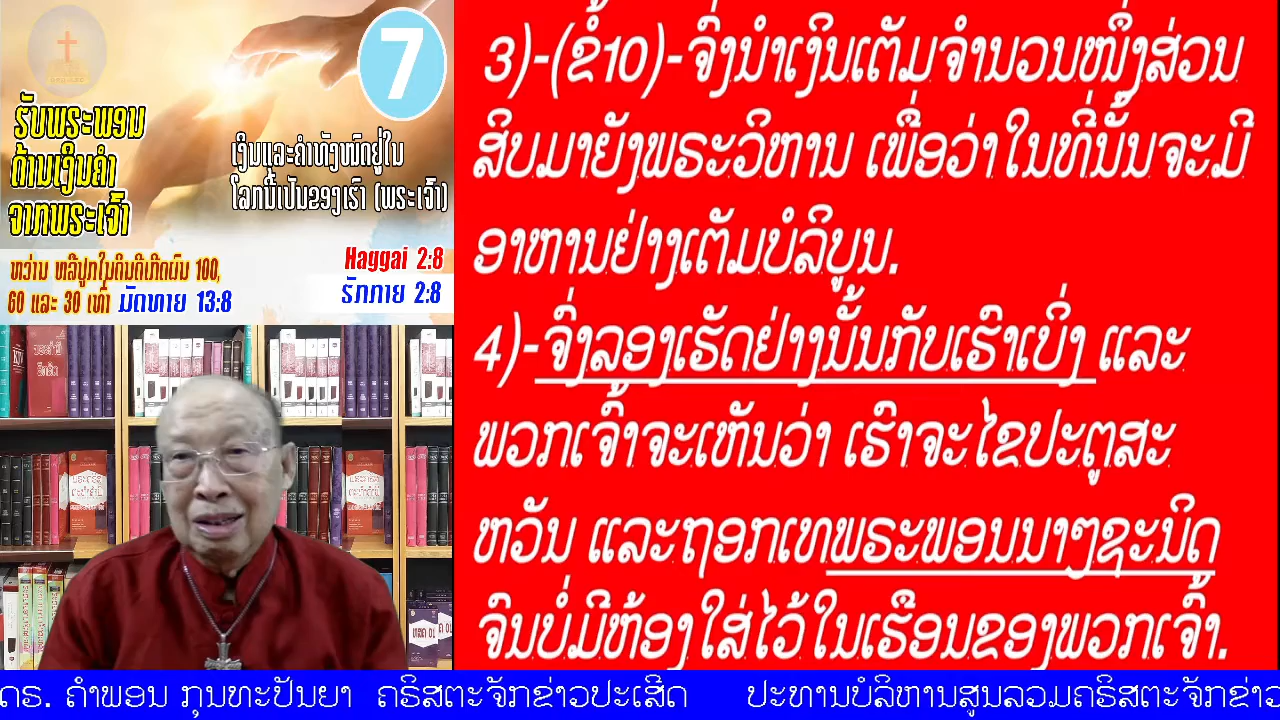 7
ຮັບພຣະພອນ
ດ້ານເງິນຄຳ
ຈາກພຣະເຈົ້າ
ເງິນແລະຄຳທັງໝົດຢູ່ໃນ
ໂລກນີ້ເປັນຂອງເຮົາ (ພຣະເຈົ້າ)
Haggai 2:8
ຮັກກາຍ 2:8
ຫວ່ານ ຫລືປູກໃນດິນດີເກີດຜົນ 100,
60 ແລະ 30 ເທົ່າ ມັດທາຍ 13:8
3)-(ຂໍ້10)-ຈົ່ງນຳເງິນເຕັມຈຳນວນໜຶ່ງສ່ວນ
ສິບມາຍັງພຣະວິຫານ ເພື່ອວ່າໃນທີ່ນັ້ນຈະມີ
ອາຫານຢ່າງເຕັມບໍລິບູນ.
4)-ຈົ່ງລອງເຮັດຢ່າງນັ້ນກັບເຮົາເບິ່ງ ແລະ
ພວກເຈົ້າຈະເຫັນວ່າ ເຮົາຈະໄຂປະຕູສະ
ຫວັນ ແລະຖອກເທພຣະພອນນາໆຊະນິດ
ຈົນບໍ່ມີຫ້ອງໃສ່ໄວ້ໃນເຮືອນຂອງພວກເຈົ້າ.
ດຣ. ຄຳພອນ ກຸນທະປັນຍາ ຄຣິສຕະຈັກຂ່າວປະເສີດ ປະທານບໍລິຫານສູນລວມຄຣິສຕະຈັກຂ່າວ